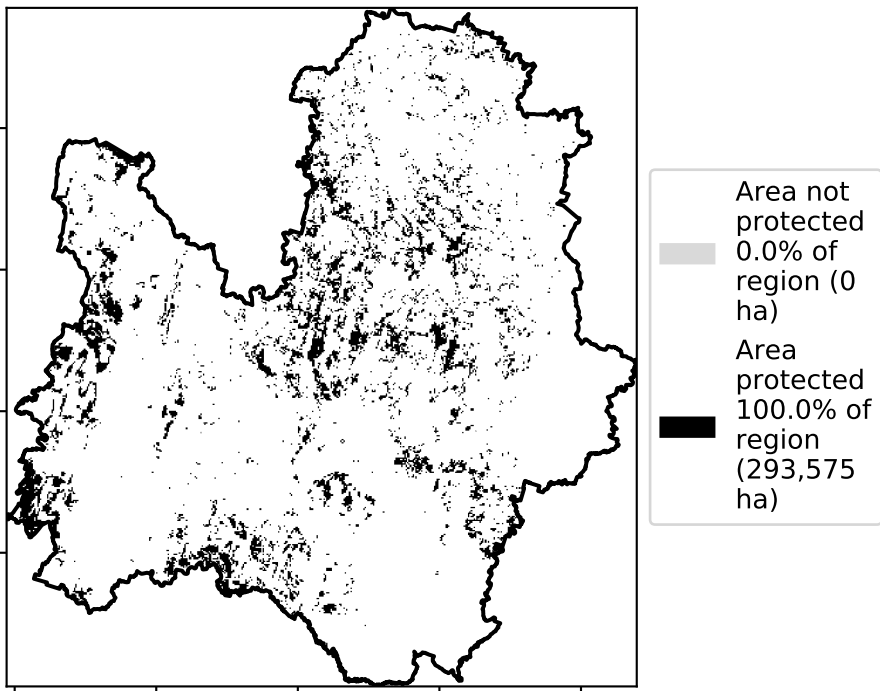 Area not
protected
0.0% of
region (0
ha)
Area
protected
100.0% of
region
(293,575
ha)